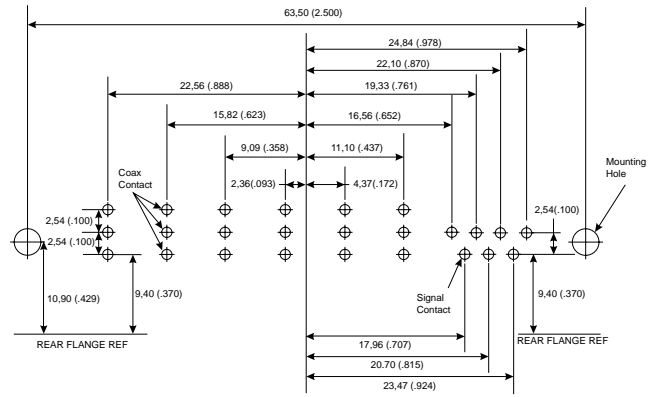 63,50 (2.500)
24,84 (.978)
22,10 (.870)
22,56 (.888)
19,33 (.761)
15,82 (.623)
16,56 (.652)
9,09 (.358)
11,10 (.437)
Coax
Contact
Mounting
Hole
2,36(.093)
4,37(.172)
2,54 (.100)
2,54(.100)
2,54 (.100)
10,90 (.429)
9,40 (.370)
Signal
Contact
9,40 (.370)
REAR FLANGE REF
REAR FLANGE REF
17,96 (.707)
20.70 (.815)
23,47 (.924)